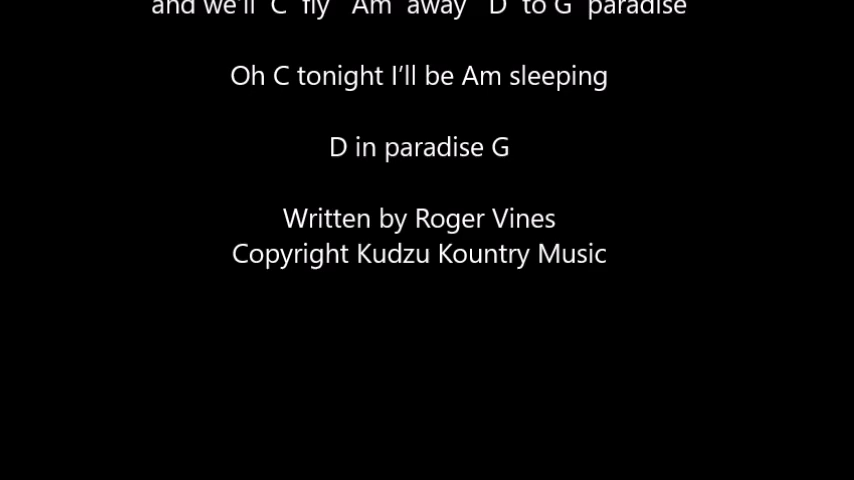 and we'll C fly Am away D to G paradise
Oh C tonight I’ll be Am sleeping
D in paradise G
Written by Roger Vines
Copyright Kudzu Kountry Music